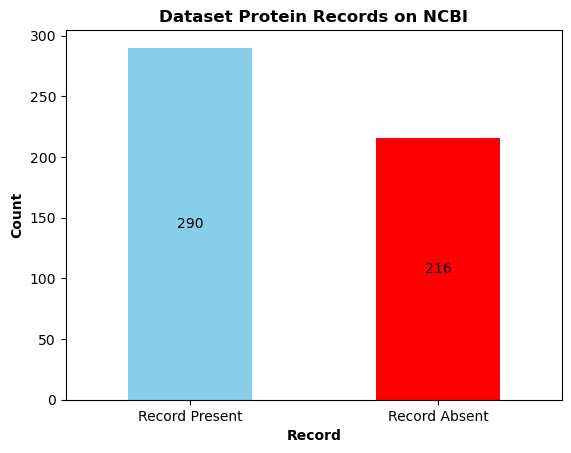 Dataset Protein Records on NCBI
300
250
200
150
100
50
0
Count
290
216
Record Present
Record Absent
Record